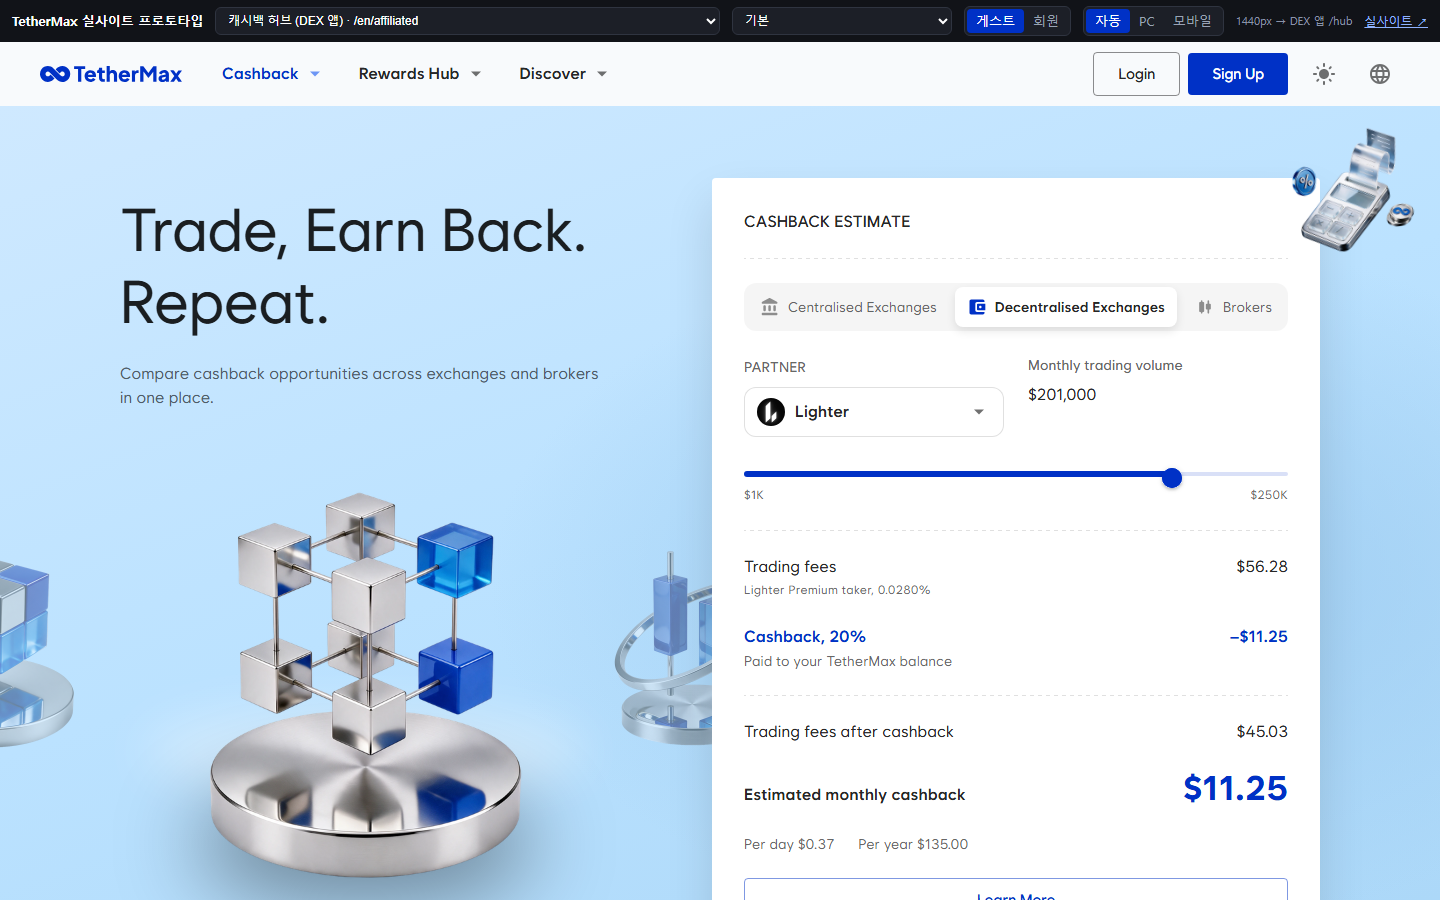 TetherMax 실사이트 프로토타입
캐시백 허브 (DEX 앱) · /en/affiliated
기본
게스트 회원
자동 PC 모바일
1440px → DEX 앱 /hub
실사이트 ↗
TetherMax
Cashback
Rewards Hub
Discover
Login
Sign Up
Trade, Earn Back.
Repeat.
Compare cashback opportunities across exchanges and brokers
in one place.
CASHBACK ESTIMATE
Centralised Exchanges
Decentralised Exchanges
Brokers
PARTNER
Lighter
Monthly trading volume
$201,000
$1K
$250K
Trading fees
$56.28
Lighter Premium taker, 0.0280%
Cashback, 20%
–$11.25
Paid to your TetherMax balance
Trading fees after cashback
$45.03
Estimated monthly cashback
$11.25
Per day $0.37
Per year $135.00
Learn More